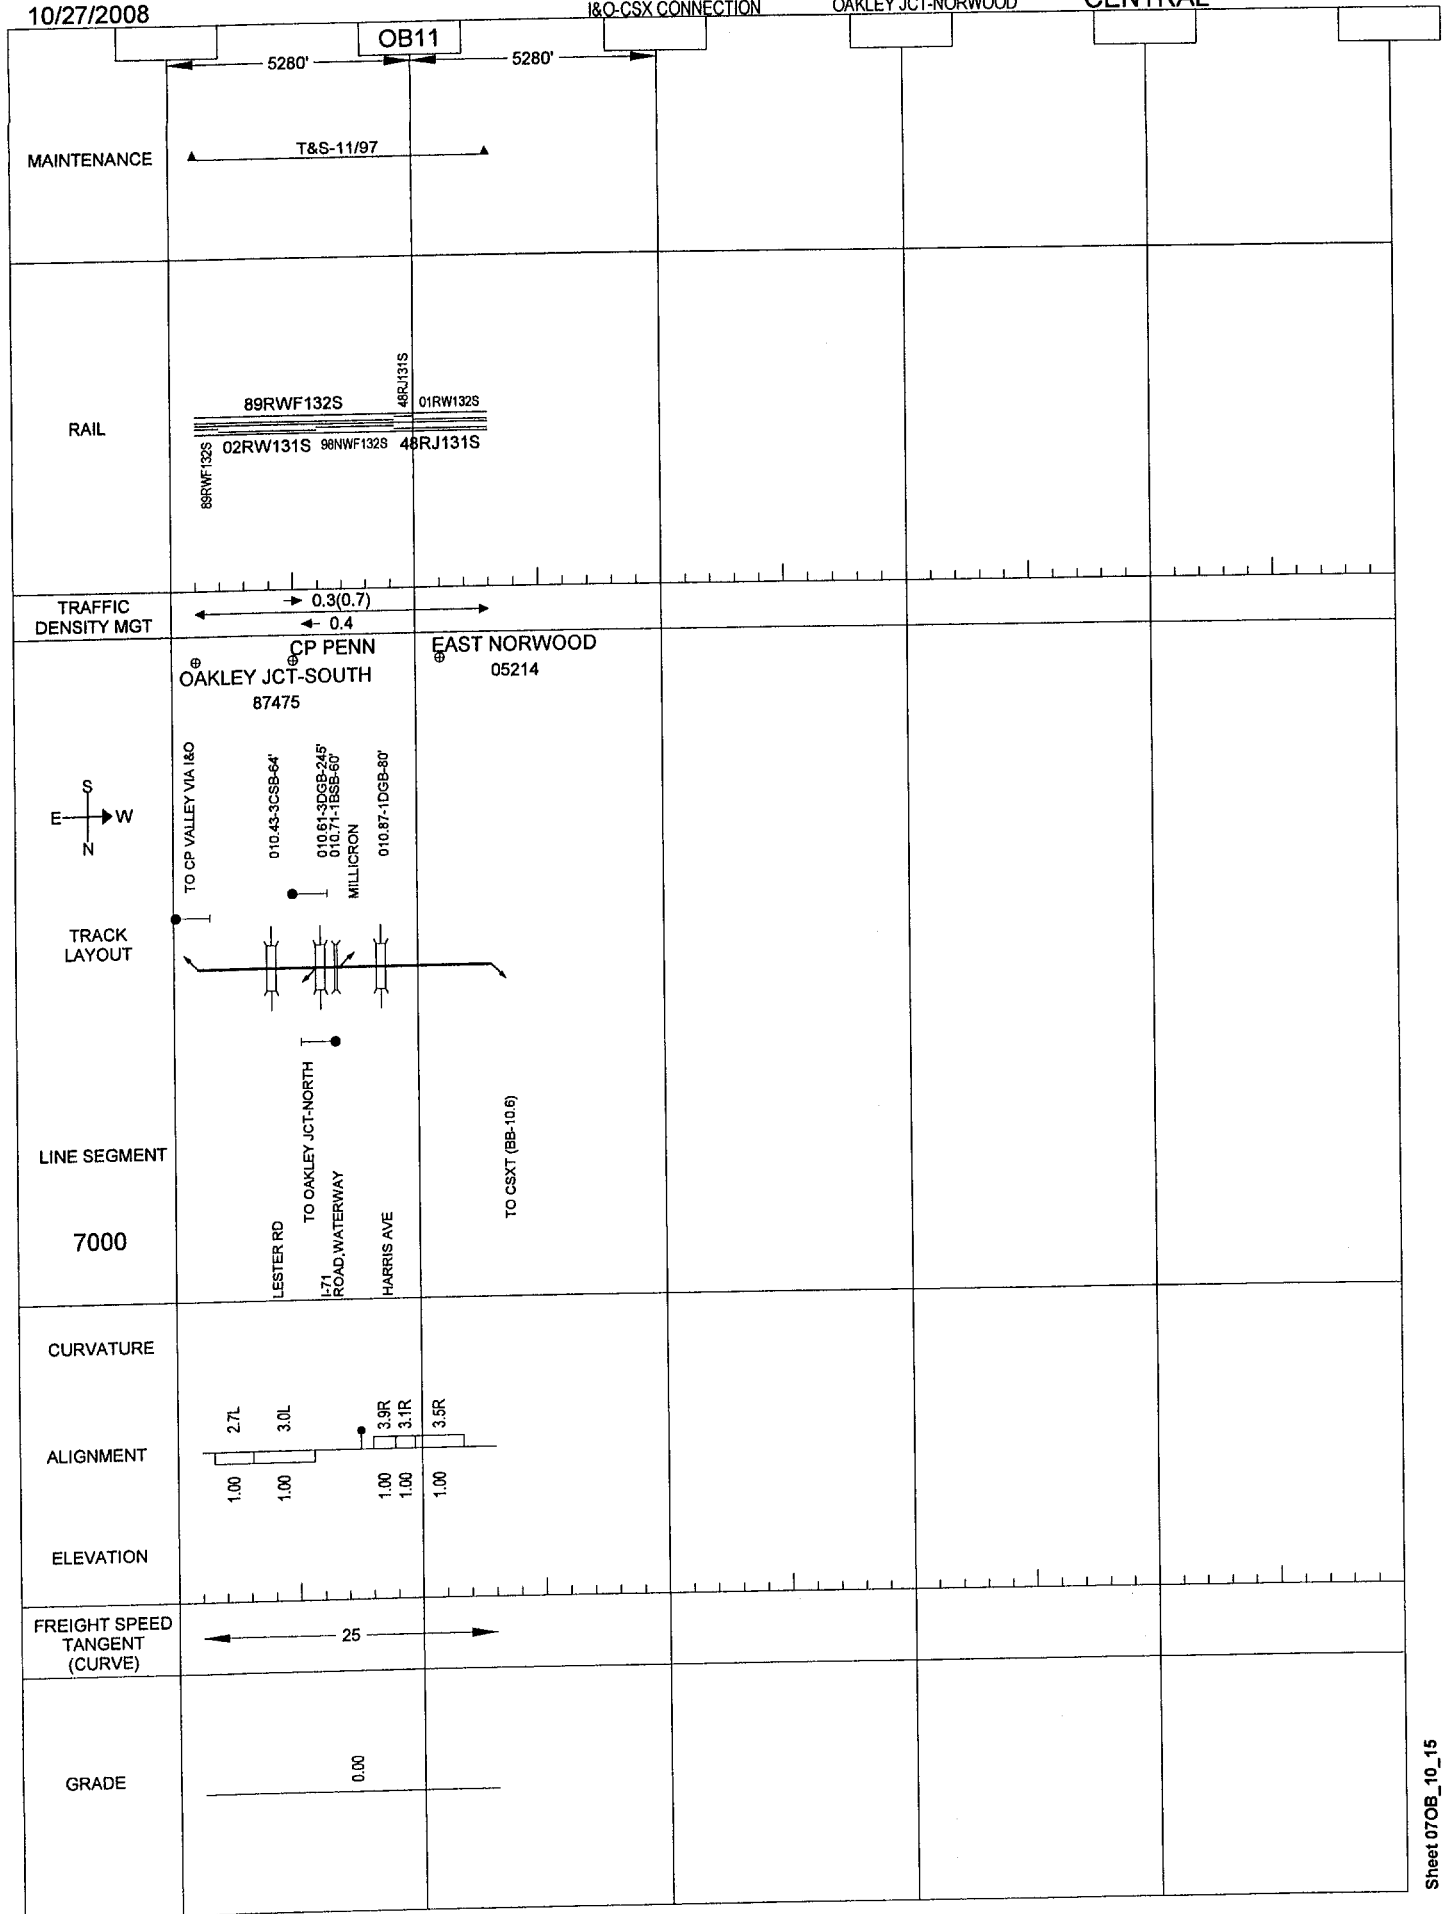 10/27/2008
I&O-CSX CONNECTION
OAKLEY JCT-NORWOOD
CENTRAL
OB11
5280'
5280'
MAINTENANCE
T&S-11/97
RAIL
89RWF132S
48RJ131S
01RW132S
89RWF132S
02RW131S
98NWF132S
48RJ131S
TRAFFIC
DENSITY MGT
0.3(0.7)
0.4
CP PENN
EAST NORWOOD
05214
OAKLEY JCT-SOUTH
87475
S
E
W
N
TO CP VALLEY VIA I&O
010.43-3CSB-64'
010.61-3DGB-245'
010.71-1BSB-60'
MILLICRON
010.87-1DGB-80'
TRACK
LAYOUT
LINE SEGMENT
7000
LESTER RD
TO OAKLEY JCT-NORTH
I-71
ROAD,WATERWAY
HARRIS AVE
TO CSXT (BB-10.6)
CURVATURE
2.7L
3.0L
3.9R
3.1R
3.5R
ALIGNMENT
1.00
1.00
1.00
1.00
1.00
ELEVATION
FREIGHT SPEED
TANGENT
(CURVE)
25
GRADE
0.00
Sheet 07OB_10_15